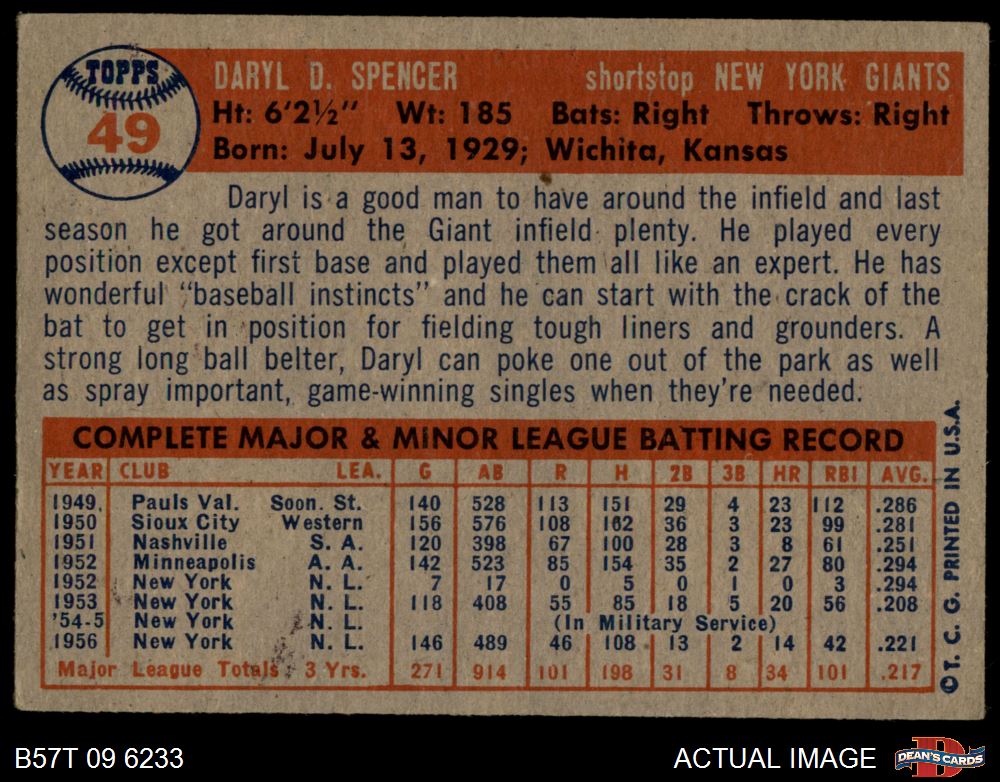 TOPPS
49
DARYL D. SPENCER shortstop NEW YORK GIANTS
Ht: 6'2½" Wt: 185 Bats: Right Throws: Right
Born: July 13, 1929; Wichita, Kansas
Daryl is a good man to have around the infield and last
season he got around the Giant infield plenty. He played every
position except first base and played them all like an expert. He has
wonderful "baseball instincts" and he can start with the crack of the
bat to get in position for fielding tough liners and grounders. A
strong long ball belter, Daryl can poke one out of the park as well
as spray important, game-winning singles when they're needed.
COMPLETE MAJOR & MINOR LEAGUE BATTING RECORD
YEAR CLUB LEA. G AB R H 2B 3B HR RBI AVG.
1949. Pauls Val. Soon. St. 140 528 113 151 29 4 23 112 .286
1950 Sioux City Western 156 576 108 162 36 3 23 99 .281
1951 Nashville S. A. 120 398 67 100 28 3 8 61 .251
1952 Minneapolis A. A. 142 523 85 154 35 2 27 80 .294
1952 New York N. L. 7 17 0 5 0 1 0 3 .294
1953 New York N. L. 118 408 55 85 18 5 20 56 .208
'54-5 New York N. L. (In Military Service)
1956 New York N. L. 146 489 46 108 13 2 14 42 .221
Major League Totals 3 Yrs. 271 914 101 198 31 8 34 101 .217
©T. C. G. PRINTED IN U.S.A.
B57T 09 6233 ACTUAL IMAGE DEAN'S CARDS